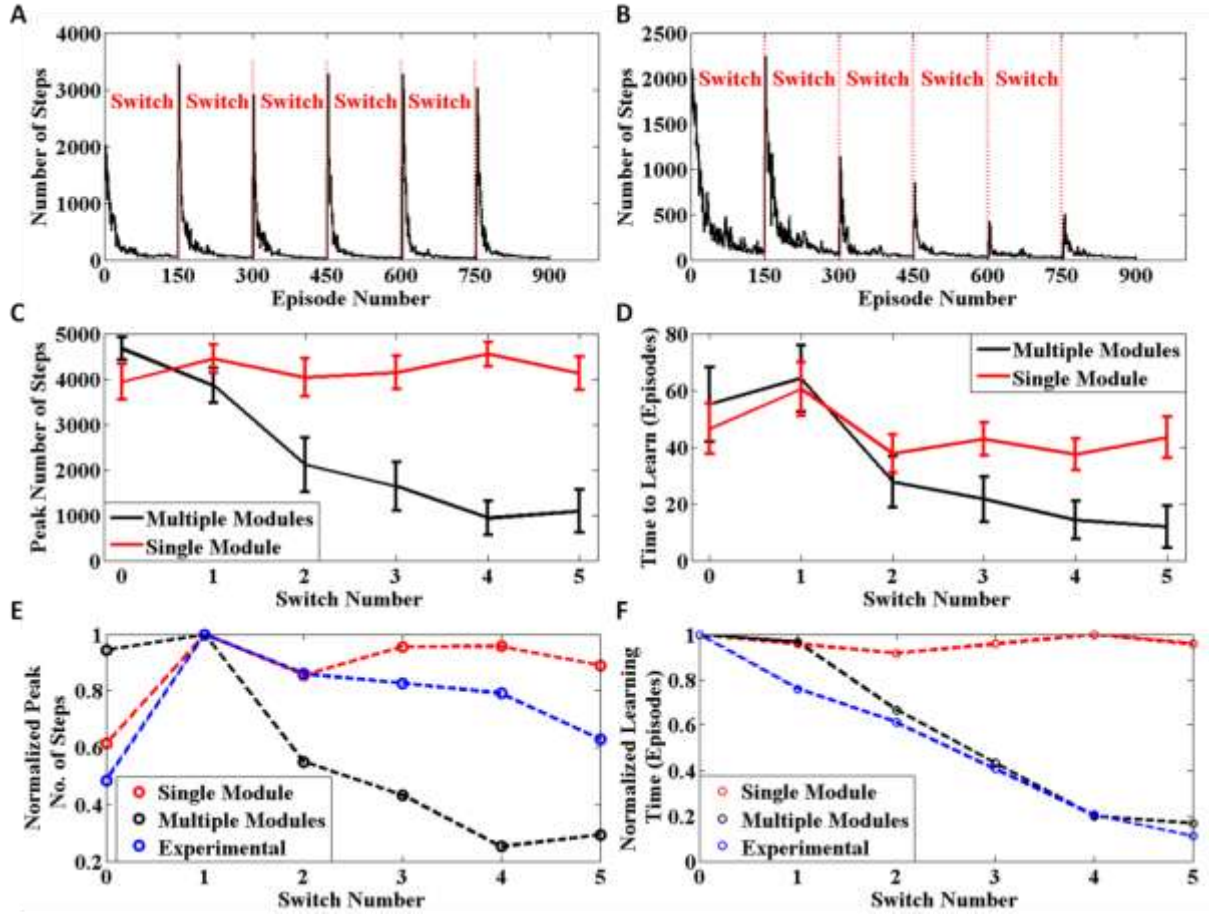 A
4000
3000
2000
1000
0
Number of Steps
Switch Switch Switch Switch Switch
0 150 300 450 600 750 900
Episode Number
B
2500
2000
1500
1000
500
0
Number of Steps
Switch Switch Switch Switch Switch
0 150 300 450 600 750 900
Episode Number
C
5000
4000
3000
2000
1000
0
Peak Number of Steps
Multiple Modules
Single Module
0 1 2 3 4 5
Switch Number
D
80
60
40
20
0
Time to Learn (Episodes)
Multiple Modules
Single Module
0 1 2 3 4 5
Switch Number
E
1
0.8
0.6
0.4
0.2
Normalized Peak
No. of Steps
Single Module
Multiple Modules
Experimental
0 1 2 3 4 5
Switch Number
F
1
0.8
0.6
0.4
0.2
0
Normalized Learning
Time (Episodes)
Single Module
Multiple Modules
Experimental
0 1 2 3 4 5
Switch Number